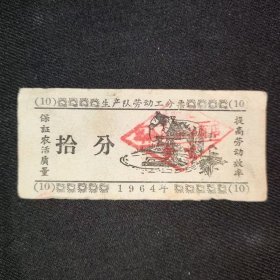 (10) 生产队劳动工分票 (10)
保证农活质量
拾分
提高劳动效率
(10) 1964年 (10)